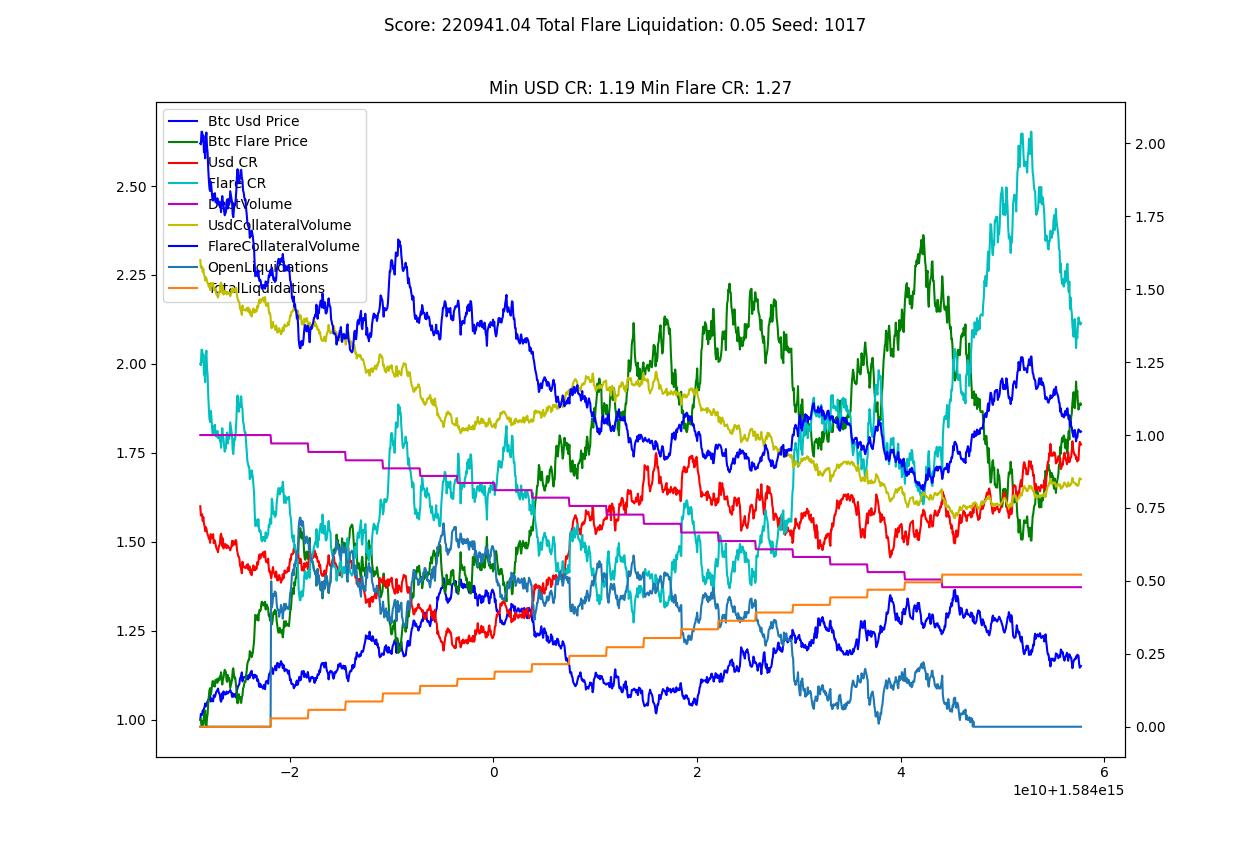 Score: 220941.04 Total Flare Liquidation: 0.05 Seed: 1017
Min USD CR: 1.19 Min Flare CR: 1.27
Btc Usd Price
Btc Flare Price
Usd CR
Flare CR
DebtVolume
UsdCollateralVolume
FlareCollateralVolume
OpenLiquidations
TotalLiquidations
2.50
2.25
2.00
1.75
1.50
1.25
1.00
2.00
1.75
1.50
1.25
1.00
0.75
0.50
0.25
0.00
−2 0 2 4 6
1e10+1.584e15